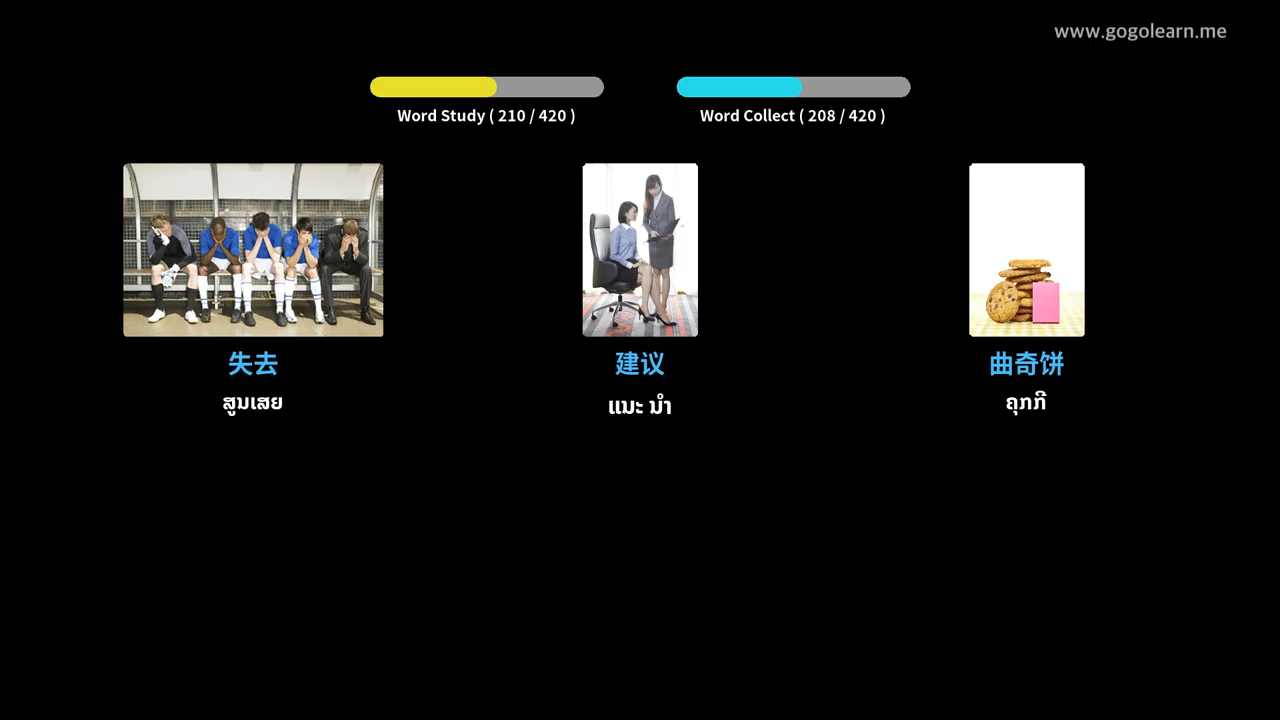 www.gogolearn.me
Word Study ( 210 / 420 )
Word Collect ( 208 / 420 )
失去
ສູນເສຍ
建议
ແນະ ນໍາ
曲奇饼
ຄຸກກີ